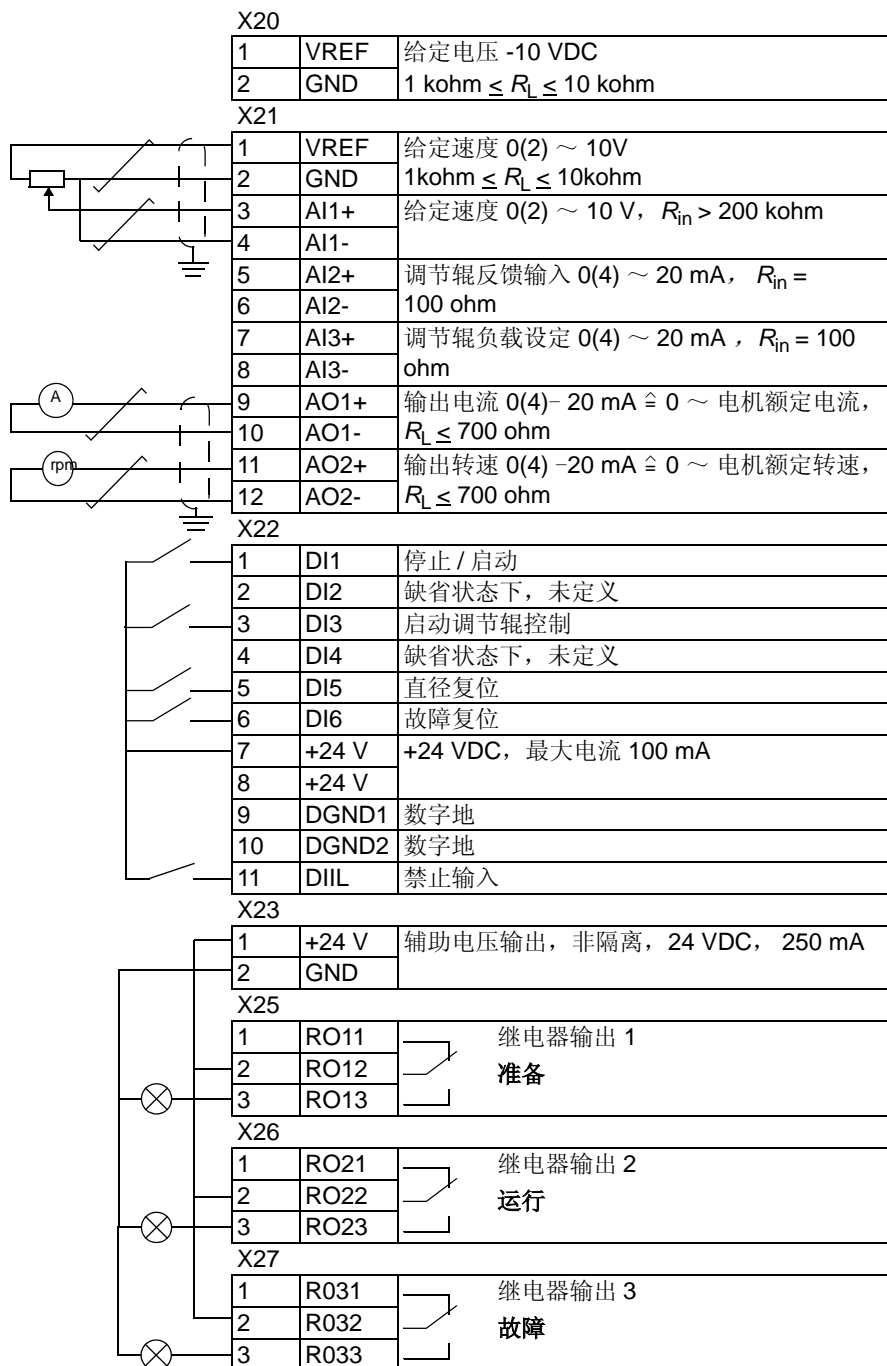 X20
1 VREF 给定电压 -10 VDC
2 GND 1 kohm ≤ RL ≤ 10 kohm
X21
1 VREF 给定速度 0(2) ～ 10V
2 GND 1kohm ≤ RL ≤ 10kohm
3 AI1+ 给定速度 0(2) ～ 10 V，Rin > 200 kohm
4 AI1-
5 AI2+ 调节辊反馈输入 0(4) ～ 20 mA， Rin =
6 AI2- 100 ohm
7 AI3+ 调节辊负载设定 0(4) ～ 20 mA ，Rin = 100
8 AI3- ohm
A
9 AO1+ 输出电流 0(4)- 20 mA ≙ 0 ～ 电机额定电流，
10 AO1- RL ≤ 700 ohm
rpm
11 AO2+ 输出转速 0(4) -20 mA ≙ 0 ～ 电机额定转速，
12 AO2- RL ≤ 700 ohm
X22
1 DI1 停止 / 启动
2 DI2 缺省状态下，未定义
3 DI3 启动调节辊控制
4 DI4 缺省状态下，未定义
5 DI5 直径复位
6 DI6 故障复位
7 +24 V +24 VDC，最大电流 100 mA
8 +24 V
9 DGND1 数字地
10 DGND2 数字地
11 DIIL 禁止输入
X23
1 +24 V 辅助电压输出，非隔离，24 VDC， 250 mA
2 GND
X25
1 RO11 继电器输出 1
2 RO12 准备
3 RO13
X26
1 RO21 继电器输出 2
2 RO22 运行
3 RO23
X27
1 R031 继电器输出 3
2 R032 故障
3 R033